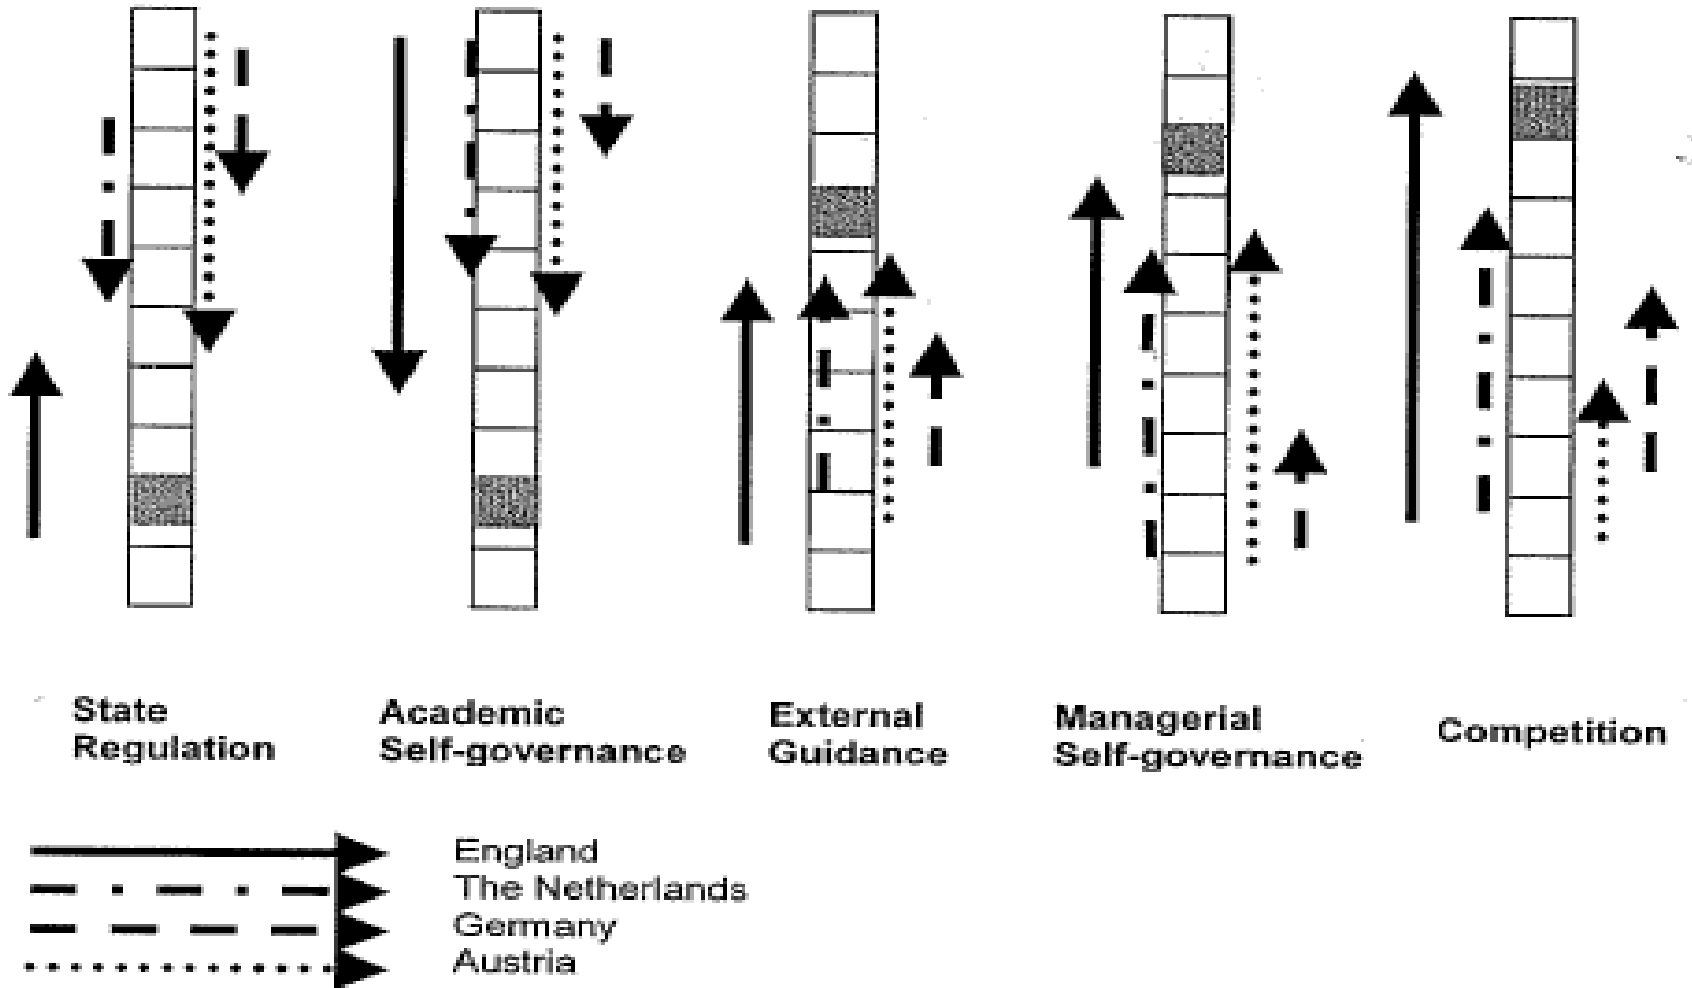 State
Regulation
Academic
Self-governance
External
Guidance
Managerial
Self-governance
Competition
England
The Netherlands
Germany
Austria